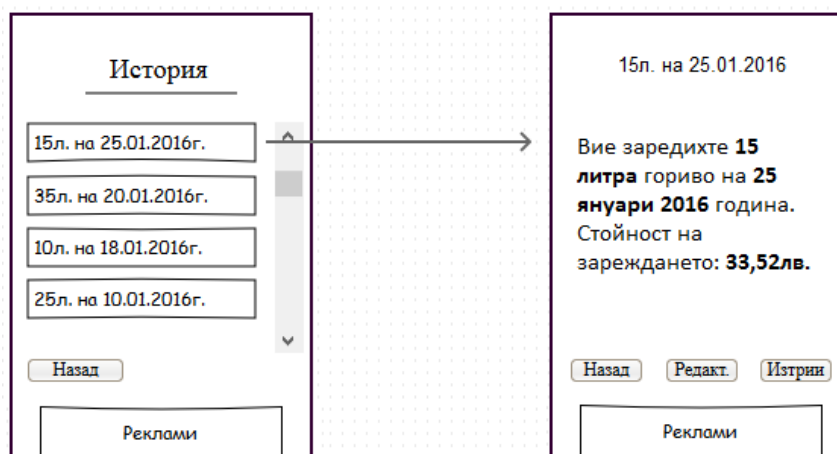 История
15л. на 25.01.2016г.
35л. на 20.01.2016г.
10л. на 18.01.2016г.
25л. на 10.01.2016г.
Назад
Реклами
15л. на 25.01.2016
Вие заредихте 15
литра гориво на 25
януари 2016 година.
Стойност на
зареждането: 33,52лв.
Назад Редакт. Изтрии
Реклами